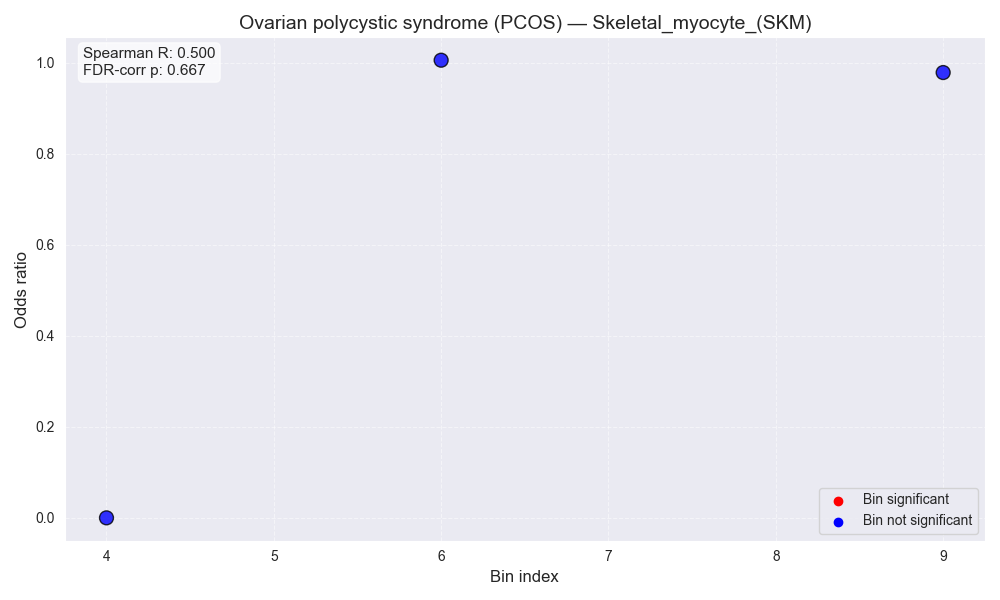 Ovarian polycystic syndrome (PCOS) — Skeletal_myocyte_(SKM)
Spearman R: 0.500
FDR-corr p: 0.667
Odds ratio
1.0
0.8
0.6
0.4
0.2
0.0
4
5
6
7
8
9
Bin index
Bin significant
Bin not significant